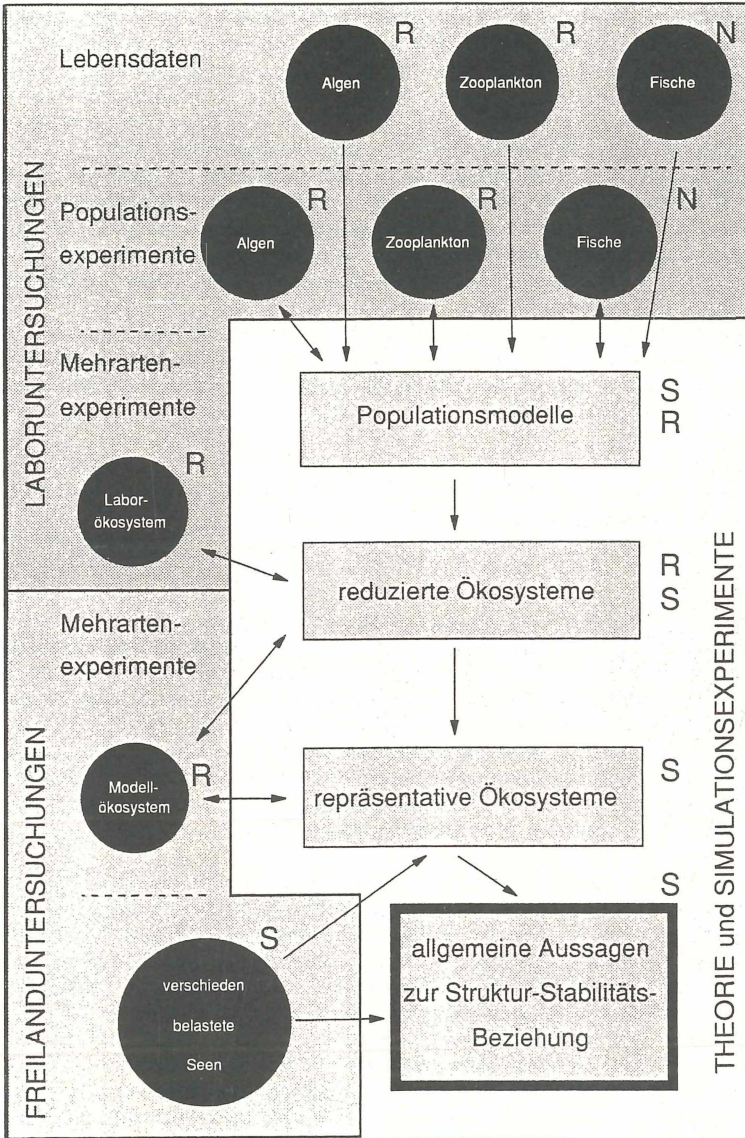 R
R
N
Lebensdaten
Algen
Zooplankton
Fische
R
R
N
Populations-
experimente
Algen
Zooplankton
Fische
LABORUNTERSUCHUNGEN
Mehrarten-
experimente
R
Labor-
ökosystem
Populationsmodelle
S
R
reduzierte Ökosysteme
R
S
Mehrarten-
experimente
R
Modell-
ökosystem
repräsentative Ökosysteme
S
FREILANDUNTERSUCHUNGEN
S
verschieden
belastete
Seen
S
allgemeine Aussagen
zur Struktur-Stabilitäts-
Beziehung
THEORIE und SIMULATIONSEXPERIMENTE